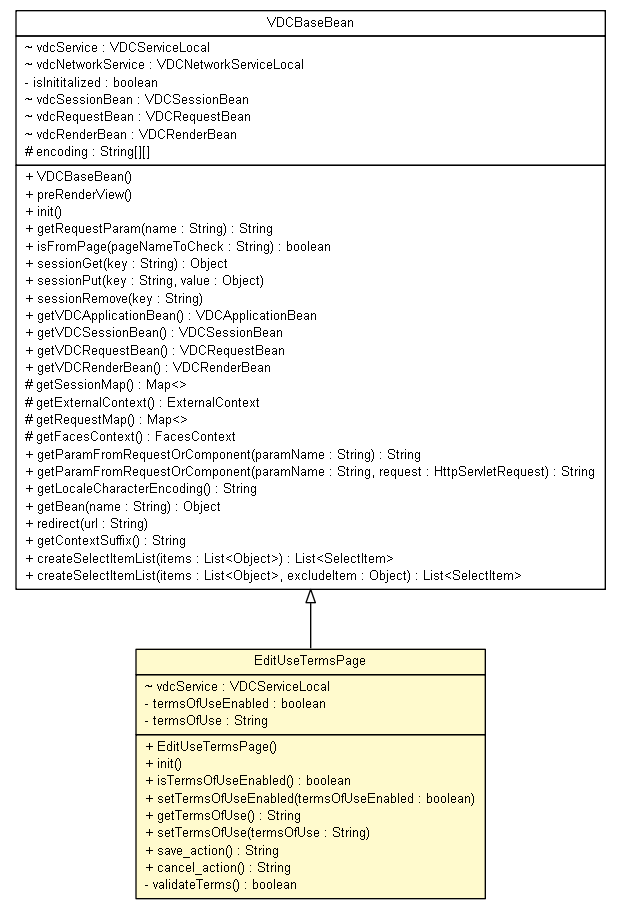 VDCBaseBean
~ vdcService : VDCServiceLocal
~ vdcNetworkService : VDCNetworkServiceLocal
- isInititalized : boolean
~ vdcSessionBean : VDCSessionBean
~ vdcRequestBean : VDCRequestBean
~ vdcRenderBean : VDCRenderBean
# encoding : String[][]
+ VDCBaseBean()
+ preRenderView()
+ init()
+ getRequestParam(name : String) : String
+ isFromPage(pageNameToCheck : String) : boolean
+ sessionGet(key : String) : Object
+ sessionPut(key : String, value : Object)
+ sessionRemove(key : String)
+ getVDCApplicationBean() : VDCApplicationBean
+ getVDCSessionBean() : VDCSessionBean
+ getVDCRequestBean() : VDCRequestBean
+ getVDCRenderBean() : VDCRenderBean
# getSessionMap() : Map<>
# getExternalContext() : ExternalContext
# getRequestMap() : Map<>
# getFacesContext() : FacesContext
+ getParamFromRequestOrComponent(paramName : String) : String
+ getParamFromRequestOrComponent(paramName : String, request : HttpServletRequest) : String
+ getLocaleCharacterEncoding() : String
+ getBean(name : String) : Object
+ redirect(url : String)
+ getContextSuffix() : String
+ createSelectItemList(items : List<Object>) : List<SelectItem>
+ createSelectItemList(items : List<Object>, excludeItem : Object) : List<SelectItem>
EditUseTermsPage
~ vdcService : VDCServiceLocal
- termsOfUseEnabled : boolean
- termsOfUse : String
+ EditUseTermsPage()
+ init()
+ isTermsOfUseEnabled() : boolean
+ setTermsOfUseEnabled(termsOfUseEnabled : boolean)
+ getTermsOfUse() : String
+ setTermsOfUse(termsOfUse : String)
+ save_action() : String
+ cancel_action() : String
- validateTerms() : boolean